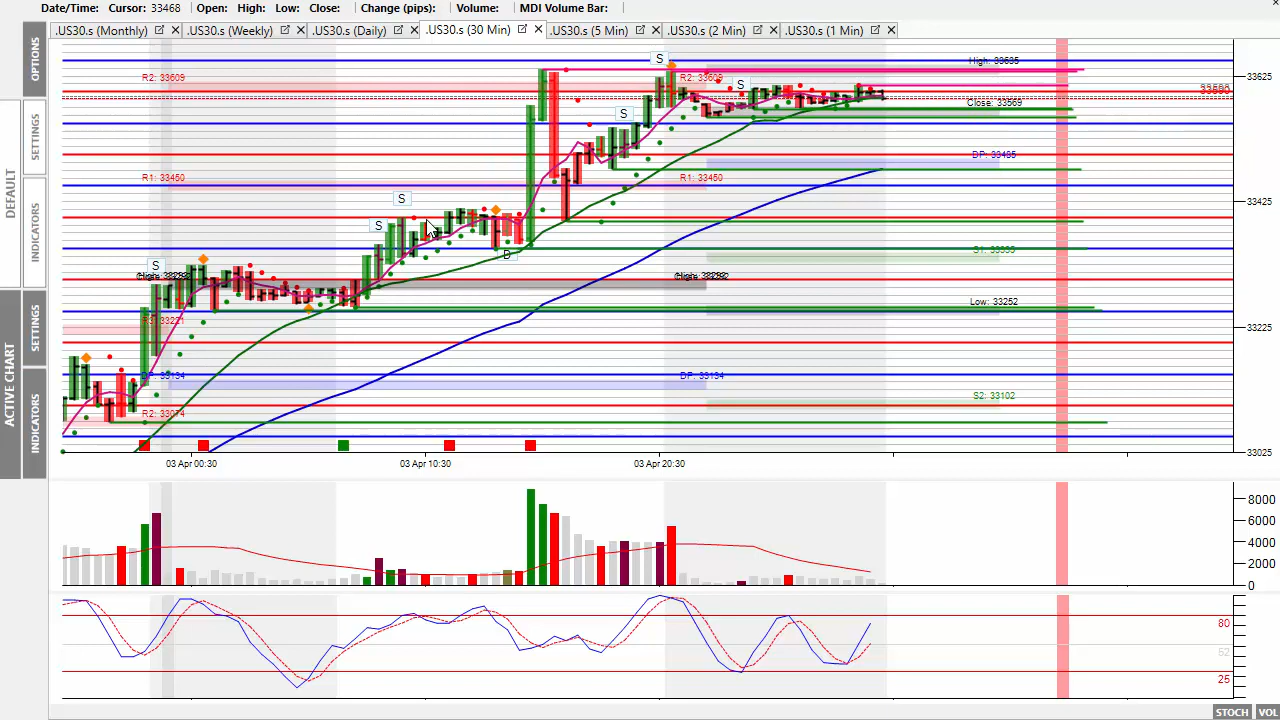 Date/Time: Cursor: 33468 Open: High: Low: Close: Change (pips): Volume: MDI Volume Bar:
.US30.s (Monthly) .US30.s (Weekly) .US30.s (Daily) .US30.s (30 Min) .US30.s (5 Min) .US30.s (2 Min) .US30.s (1 Min)
OPTIONS
SETTINGS
DEFAULT
INDICATORS
SETTINGS
ACTIVE CHART
INDICATORS
S
High: 33635
R2: 33609
R2: 33609
33625
S
Close: 33569
S
DP: 33485
R1: 33450
R1: 33450
S
33425
S
D
S1: 33335
S
Low: 33252
33225
DP: 33134
DP: 33134
S2: 33102
R2: 33074
33025
03 Apr 00:30
03 Apr 10:30
03 Apr 20:30
8000
6000
4000
2000
0
80
52
25
STOCH VOL